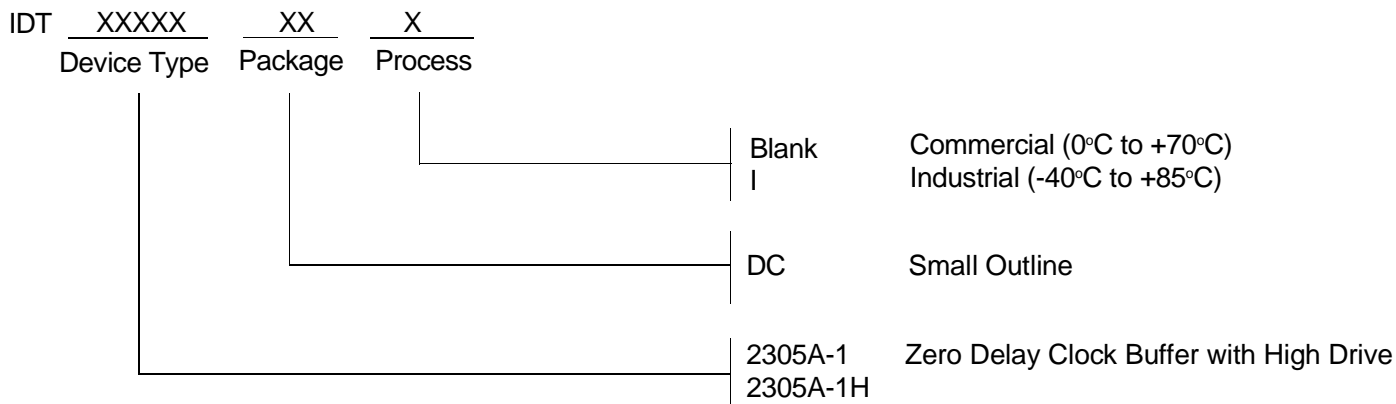 IDT XXXXX XX X
Device Type Package Process
Blank Commercial (0°C to +70°C)
I Industrial (-40°C to +85°C)
DC Small Outline
2305A-1 Zero Delay Clock Buffer with High Drive
2305A-1H